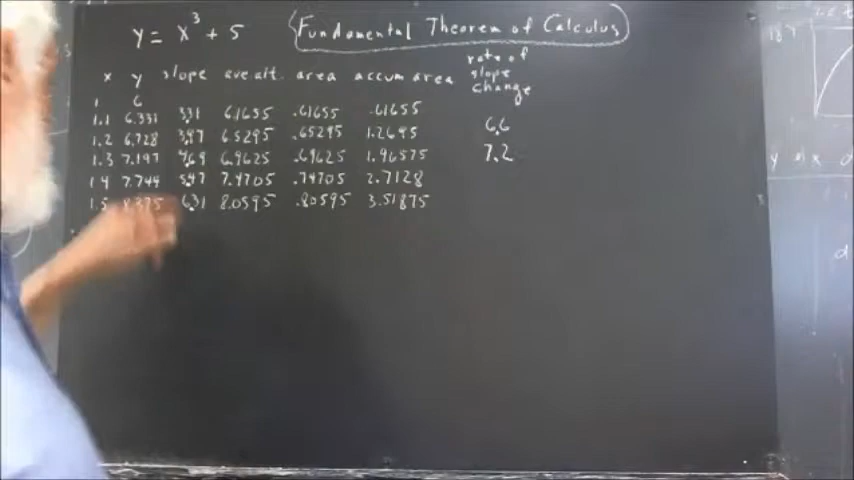 y = x³ + 5
Fundamental Theorem of Calculus
x y slope ave alt. area accum area rate of slope change
1 6
1.1 6.331 3.31 6.1655 .61655 .61655
1.2 6.728 3.97 6.5295 .65295 1.2695 6.6
1.3 7.197 4.69 6.9625 .69625 1.96575 7.2
1.4 7.744 5.47 7.4705 .74705 2.7128
1.5 8.375 6.31 8.0595 .80595 3.51875
y x
d